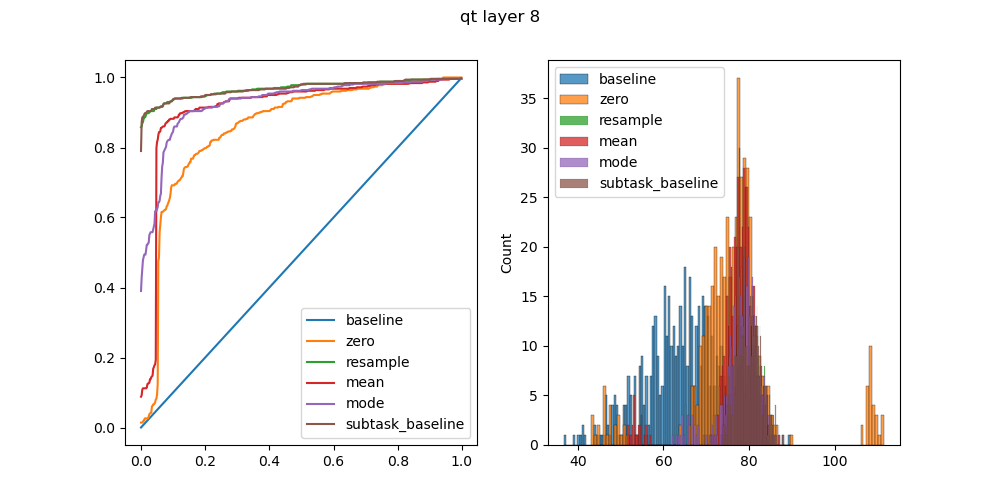 qt layer 8
1.0
0.8
0.6
0.4
0.2
0.0
0.0 0.2 0.4 0.6 0.8 1.0
baseline
zero
resample
mean
mode
subtask_baseline
Count
35
30
25
20
15
10
5
0
40 60 80 100
baseline
zero
resample
mean
mode
subtask_baseline